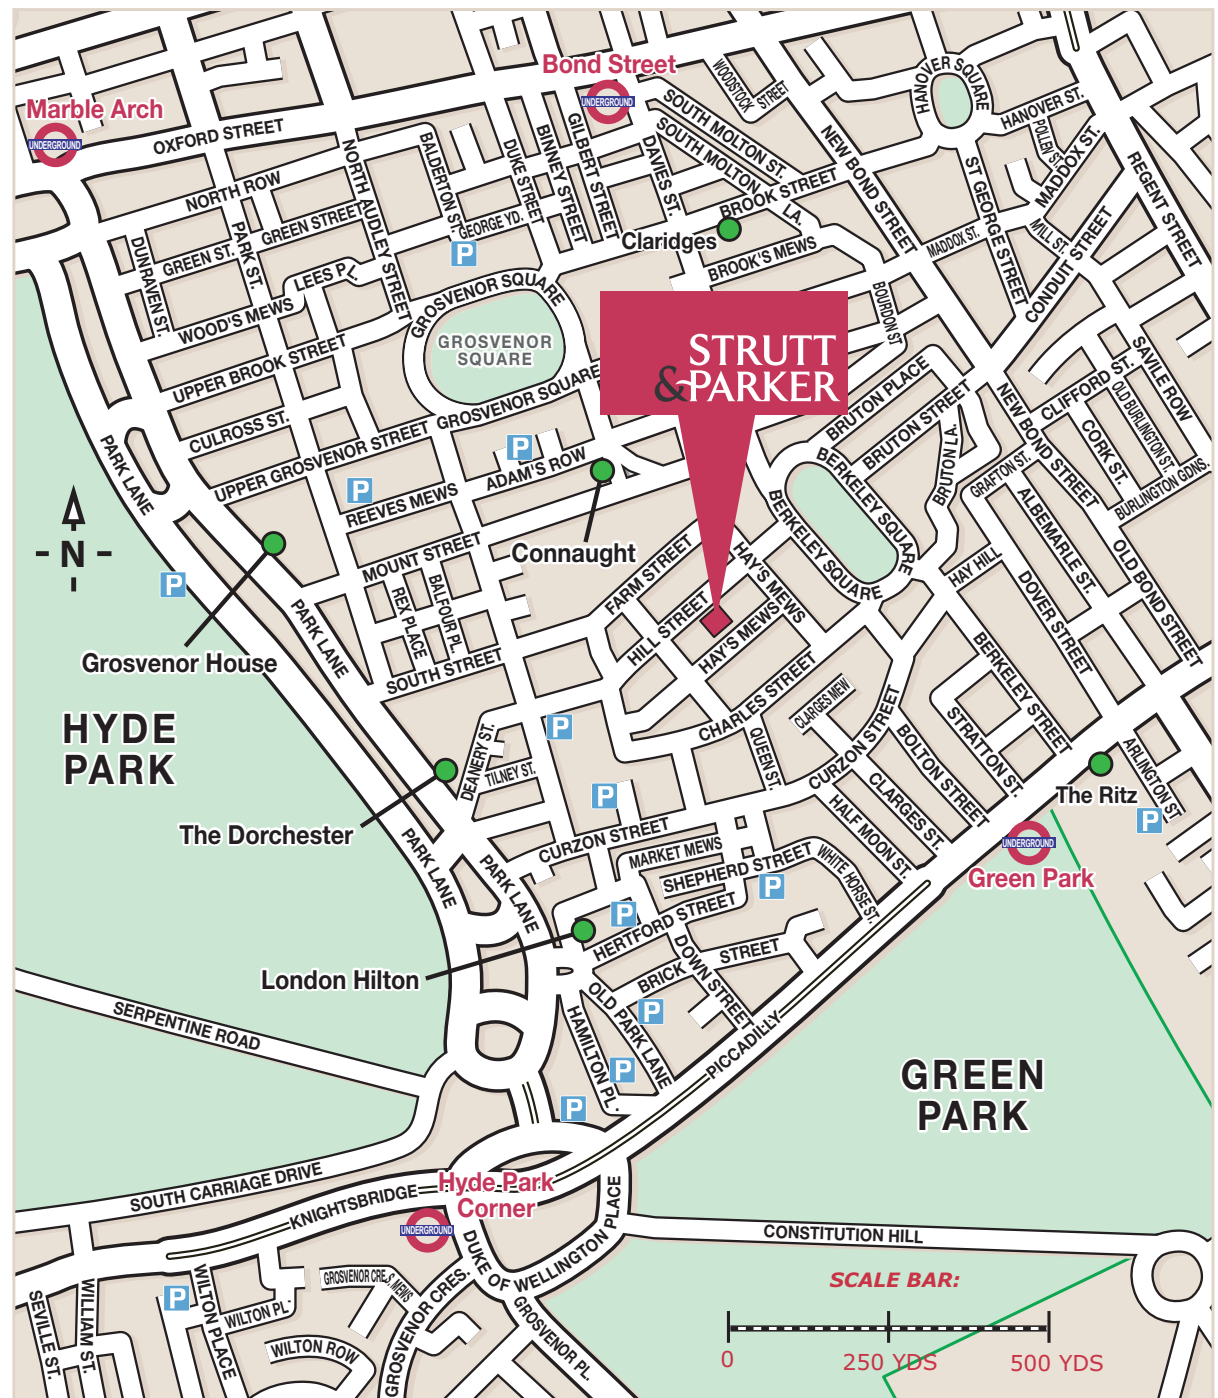 Bond Street
UNDERGROUND
Marble Arch
UNDERGROUND
OXFORD STREET
NORTH ROW
GREEN STREET
GREEN ST.
DUNRAVEN ST.
PARK ST.
NORTH AUDLEY STREET
BALDERTON ST.
GEORGE YD.
DUKE STREET
BINNEY STREET
GILBERT STREET
DAVIES ST.
SOUTH MOLTON ST.
SOUTH MOLTON
LA.
WOODSTOCK
STREET
HANOVER SQUARE
HANOVER ST.
POLLEN ST.
MADDOX ST.
REGENT STREET
NEW BOND STREET
ST GEORGE STREET
MADDOX ST.
MILL ST.
CONDUIT STREET
BROOK STREET
Claridges
BROOK'S MEWS
BOURDON ST
P
LEES PL.
WOOD'S MEWS
UPPER BROOK STREET
CULROSS ST.
UPPER GROSVENOR STREET
GROSVENOR SQUARE
GROSVENOR
SQUARE
GROSVENOR SQUARE
STRUTT
&PARKER
BRUTON PLACE
BRUTON STREET
BRUTON LA.
NEW BOND STREET
CLIFFORD ST.
SAVILE ROW
OLD BURLINGTON ST.
CORK ST.
BURLINGTON GDNS.
GRAFTON ST.
ALBEMARLE ST.
OLD BOND STREET
HAY HILL
DOVER STREET
BERKELEY SQUARE
BERKELEY SQUARE
P
ADAM'S ROW
P
REEVES MEWS
MOUNT STREET
Connaught
PARK LANE
N
P
Grosvenor House
PARK LANE
REX PLACE
BALFOUR PL.
SOUTH STREET
FARM STREET
HILL STREET
HAY'S MEWS
HAY'S MEWS
CHARLES STREET
QUEEN ST.
CLARGES MEW
CURZON STREET
BERKELEY STREET
STRATTON ST.
BOLTON STREET
CLARGES ST.
HALF MOON ST.
ARLINGTON ST
The Ritz
P
UNDERGROUND
Green Park
HYDE
PARK
P
DEANERY ST.
TILNEY ST.
The Dorchester
P
CURZON STREET
MARKET MEWS
SHEPHERD STREET
WHITE HORSE ST.
P
HERTFORD STREET
P
PARK LANE
PARK LANE
London Hilton
DOWN STREET
BRICK
STREET
OLD PARK LANE
P
HAMILTON PL.
P
P
PICCADILLY
SERPENTINE ROAD
GREEN
PARK
SOUTH CARRIAGE DRIVE
KNIGHTSBRIDGE
Hyde Park
Corner
UNDERGROUND
DUKE OF WELLINGTON PLACE
CONSTITUTION HILL
GROSVENOR CRES. MEWS
GROSVENOR CRES.
GROSVENOR PL.
P
WILTON PLACE
WILTON PL.
WILTON ROW
WILLIAM ST.
SEVILLE ST.
SCALE BAR:
0
250 YDS
500 YDS